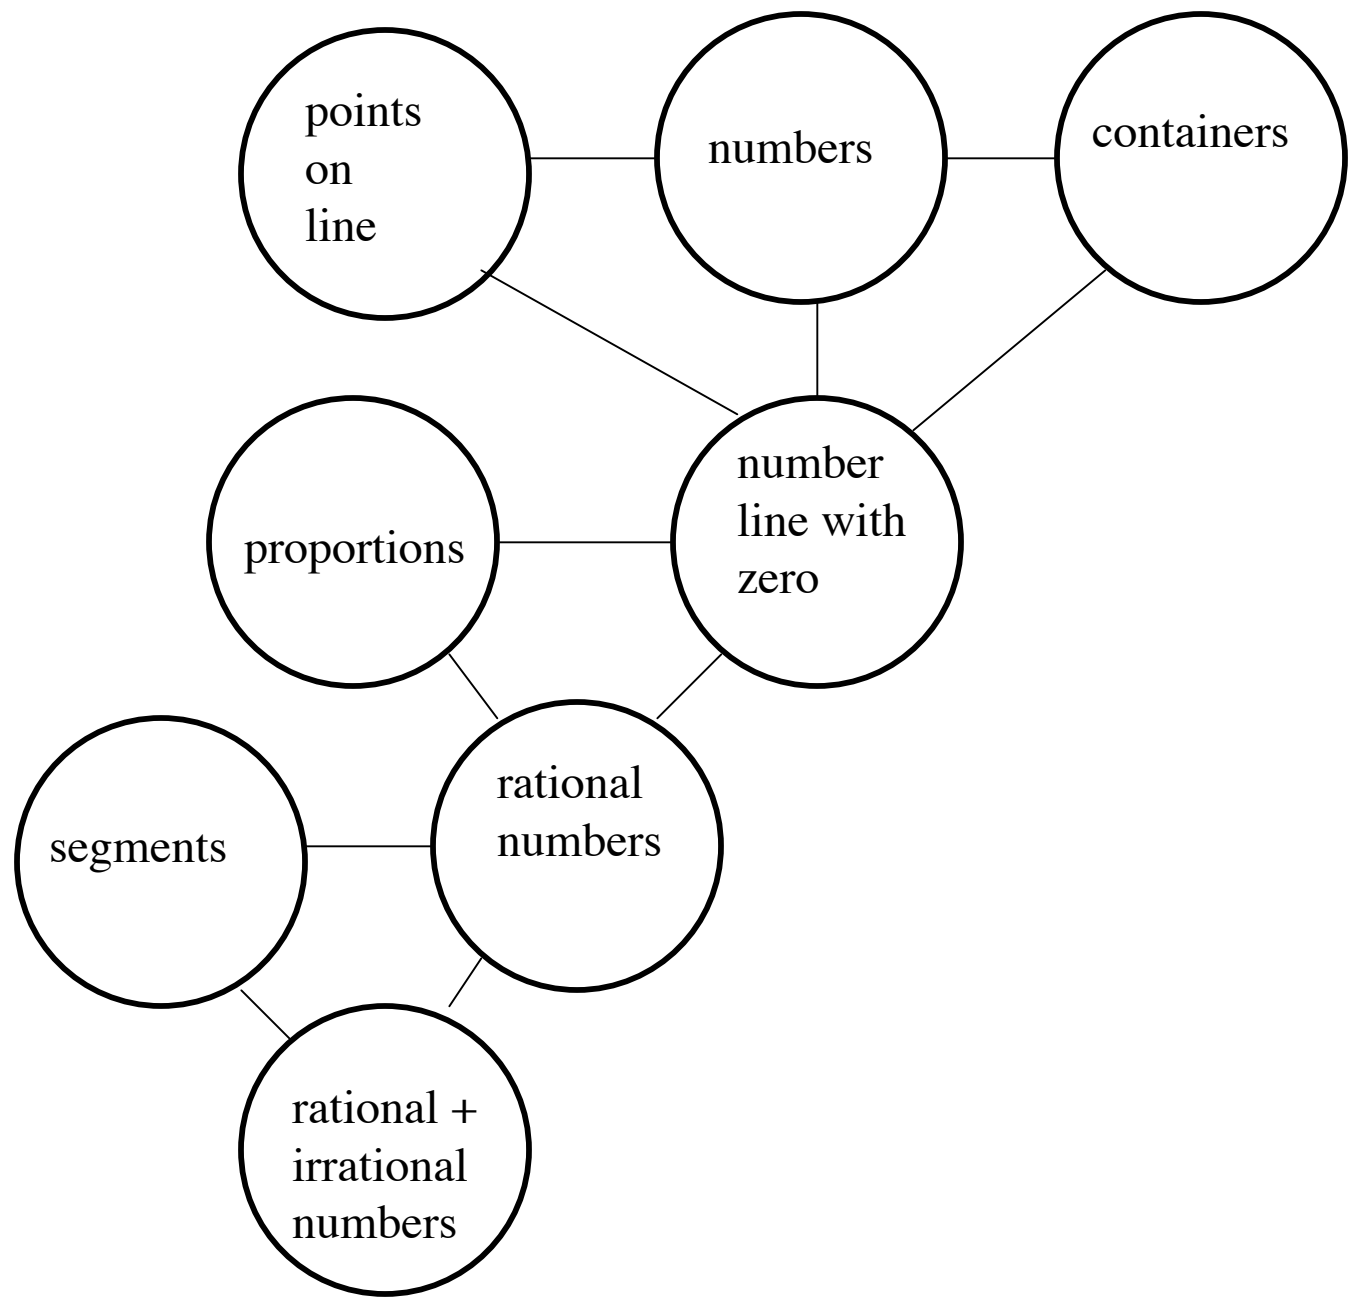 points
on
line
numbers
containers
proportions
number
line with
zero
segments
rational
numbers
rational +
irrational
numbers